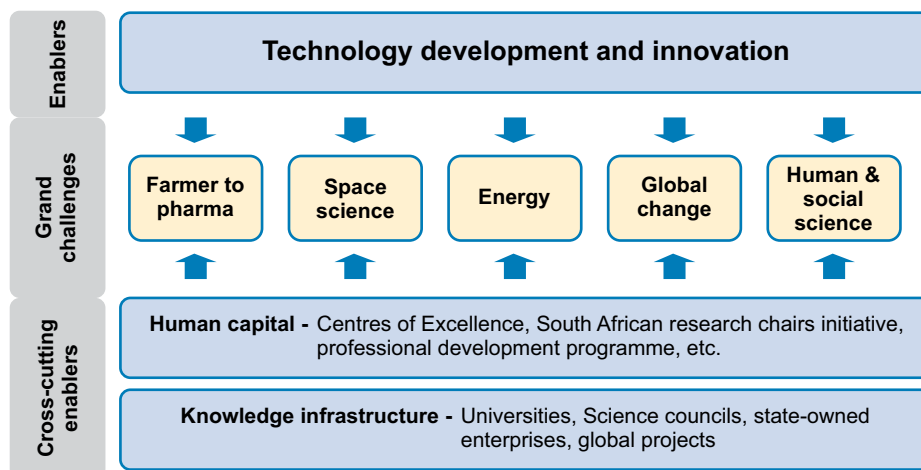 Enablers
Technology development and innovation
Grand
challenges
Farmer to
pharma
Space
science
Energy
Global
change
Human &
social
science
Cross-cutting
enablers
Human capital - Centres of Excellence, South African research chairs initiative,
professional development programme, etc.
Knowledge infrastructure - Universities, Science councils, state-owned
enterprises, global projects